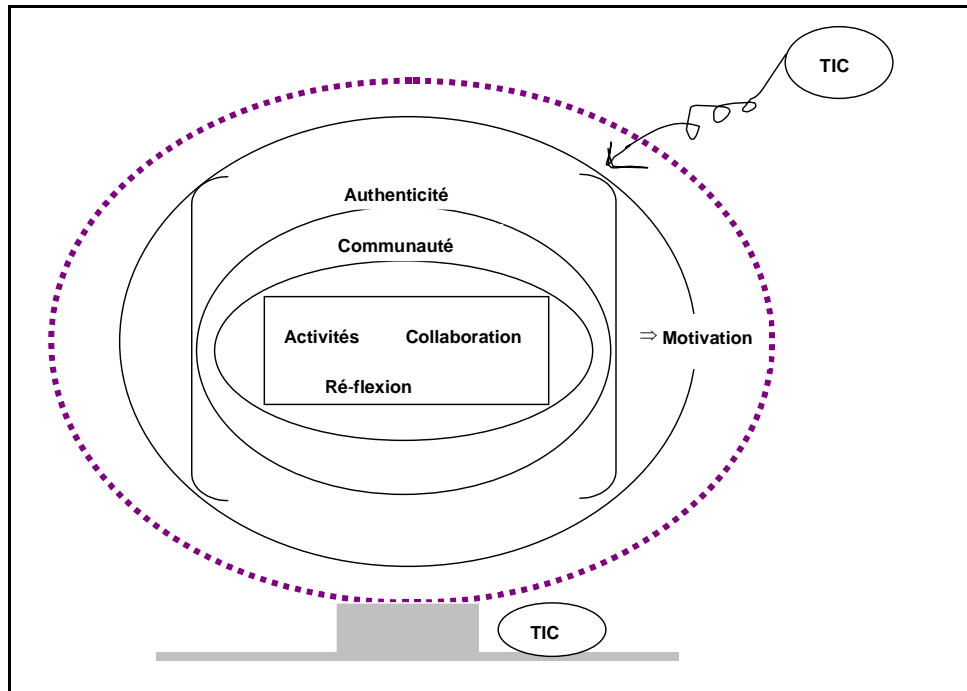 TIC
Authenticité
Communauté
Activités Collaboration
⇒ Motivation
Ré-flexion
TIC